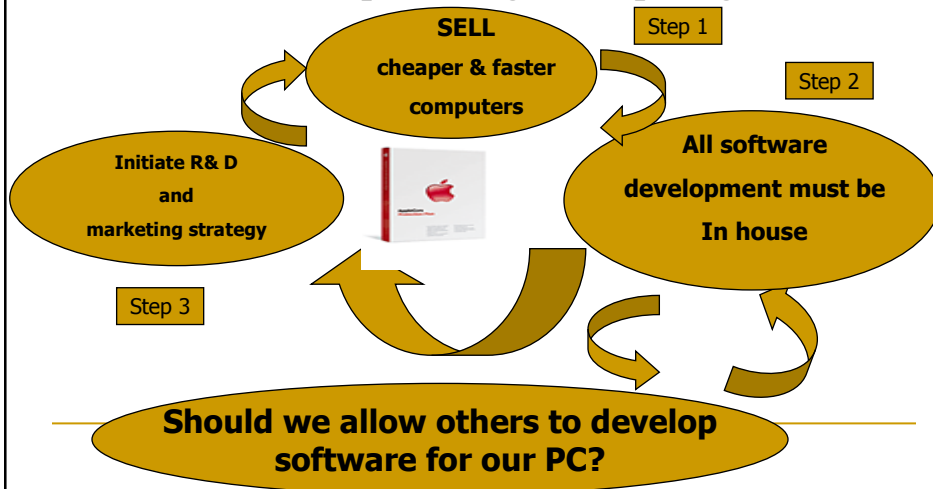 SELL
cheaper & faster
computers
Step 1
Step 2
All software
development must be
In house
Initiate R& D
and
marketing strategy
Step 3
Should we allow others to develop
software for our PC?